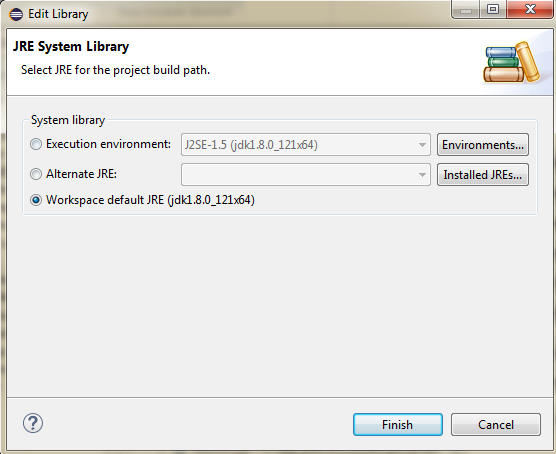 Edit Library
JRE System Library
Select JRE for the project build path.
System library
Execution environment: J2SE-1.5 (jdk1.8.0_121x64) Environments...
Alternate JRE: Installed JREs...
Workspace default JRE (jdk1.8.0_121x64)
? Finish Cancel